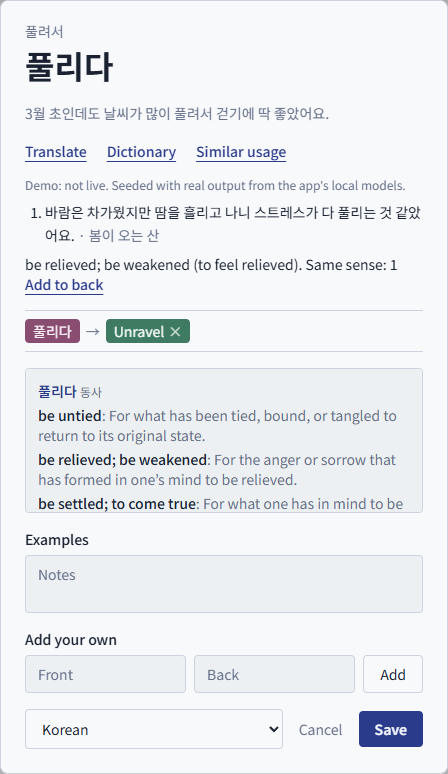 풀려서
풀리다
3월 초인데도 날씨가 많이 풀려서 걷기에 딱 좋았어요.
Translate Dictionary Similar usage
Demo: not live. Seeded with real output from the app's local models.
1. 바람은 차가웠지만 땀을 흘리고 나니 스트레스가 다 풀리는 것 같았
어요. · 봄이 오는 산
be relieved; be weakened (to feel relieved). Same sense: 1
Add to back
풀리다 → Unravel ✕
풀리다 동사
be untied: For what has been tied, bound, or tangled to
return to its original state.
be relieved; be weakened: For the anger or sorrow that
has formed in one's mind to be relieved.
be settled; to come true: For what one has in mind to be
Examples
Notes
Add your own
Front Back Add
Korean Cancel Save